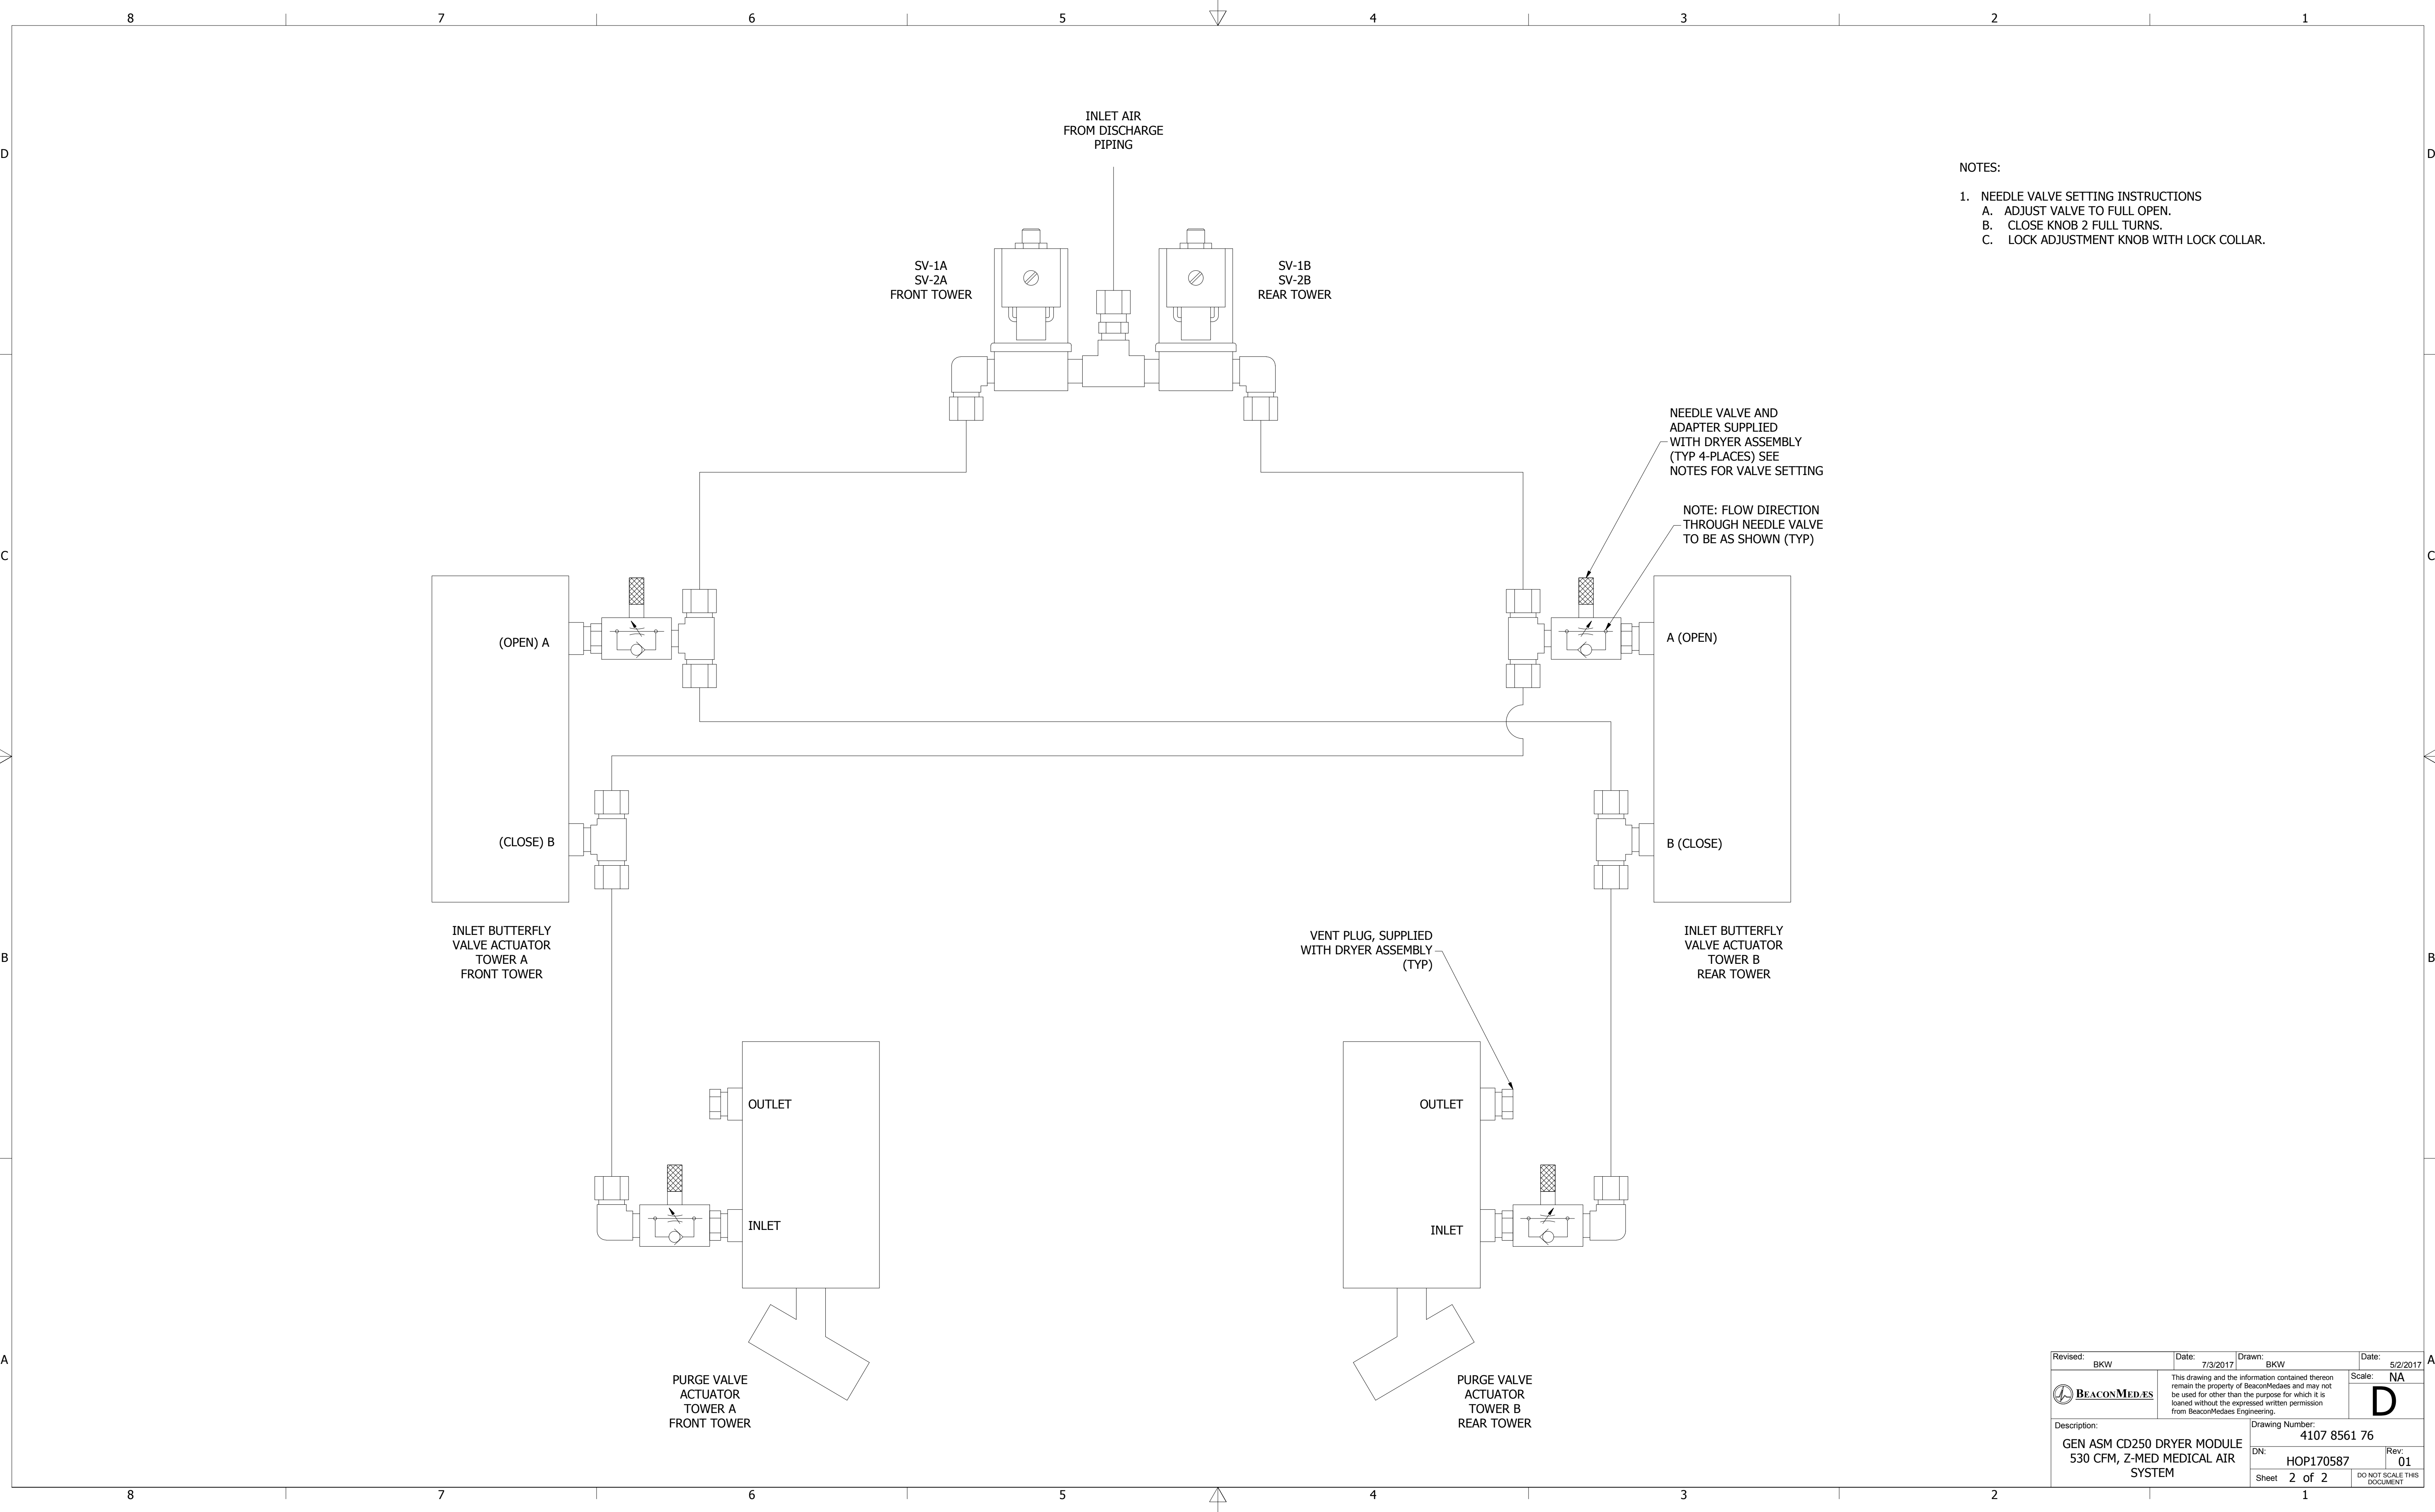 8 7 6 5 4 3 2 1
D
D
INLET AIR
FROM DISCHARGE
PIPING
NOTES:
1. NEEDLE VALVE SETTING INSTRUCTIONS
A. ADJUST VALVE TO FULL OPEN.
B. CLOSE KNOB 2 FULL TURNS.
C. LOCK ADJUSTMENT KNOB WITH LOCK COLLAR.
SV-1A
SV-2A
FRONT TOWER
SV-1B
SV-2B
REAR TOWER
NEEDLE VALVE AND
ADAPTER SUPPLIED
WITH DRYER ASSEMBLY
(TYP 4-PLACES) SEE
NOTES FOR VALVE SETTING
NOTE: FLOW DIRECTION
THROUGH NEEDLE VALVE
TO BE AS SHOWN (TYP)
C
C
(OPEN) A
A (OPEN)
(CLOSE) B
B (CLOSE)
INLET BUTTERFLY
VALVE ACTUATOR
TOWER A
FRONT TOWER
VENT PLUG, SUPPLIED
WITH DRYER ASSEMBLY
(TYP)
INLET BUTTERFLY
VALVE ACTUATOR
TOWER B
REAR TOWER
B
B
OUTLET
OUTLET
INLET
INLET
PURGE VALVE
ACTUATOR
TOWER A
FRONT TOWER
PURGE VALVE
ACTUATOR
TOWER B
REAR TOWER
A
A
Revised:
BKW
Date:
7/3/2017
Drawn:
BKW
Date:
5/2/2017
BEACONMEDÆS
This drawing and the information contained thereon
remain the property of BeaconMedaes and may not
be used for other than the purpose for which it is
loaned without the expressed written permission
from BeaconMedaes Engineering.
Scale: NA
D
Description:
GEN ASM CD250 DRYER MODULE
530 CFM, Z-MED MEDICAL AIR
SYSTEM
Drawing Number:
4107 8561 76
DN:
HOP170587
Rev:
01
Sheet 2 of 2
DO NOT SCALE THIS
DOCUMENT
8 7 6 5 4 3 2 1